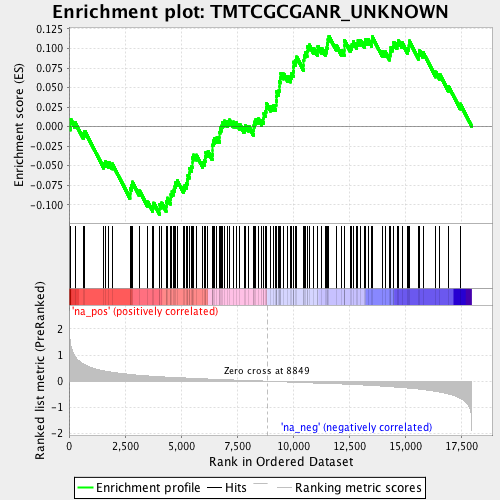 Enrichment plot: TMTCGCGANR_UNKNOWN
Enrichment score (ES)
0.125
0.100
0.075
0.050
0.025
0.000
-0.025
-0.050
-0.075
-0.100
'na_pos' (positively correlated)
Ranked list metric (PreRanked)
2
1
0
-1
-2
Zero cross at 8849
'na_neg' (negatively correlated)
0
2,500
5,000
7,500
10,000
12,500
15,000
17,500
Rank in Ordered Dataset
Enrichment profile
Hits
Ranking metric scores